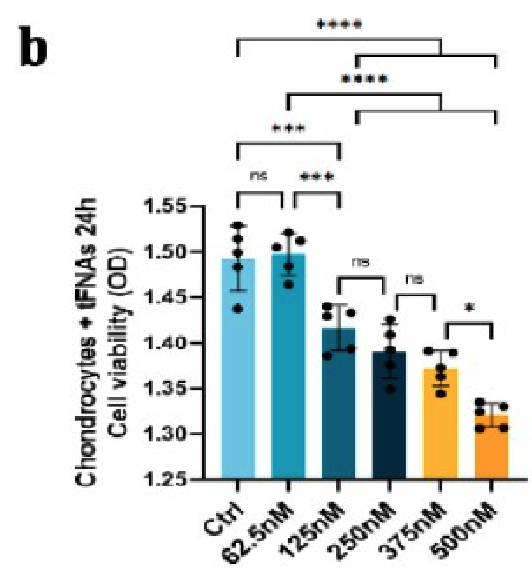 b
****
****
***
ns
***
ns
ns
*
Chondrocytes + tFNAs 24h
Cell viability (OD)
1.55
1.50
1.45
1.40
1.35
1.30
1.25
Ctrl
62.5nM
125nM
250nM
375nM
500nM